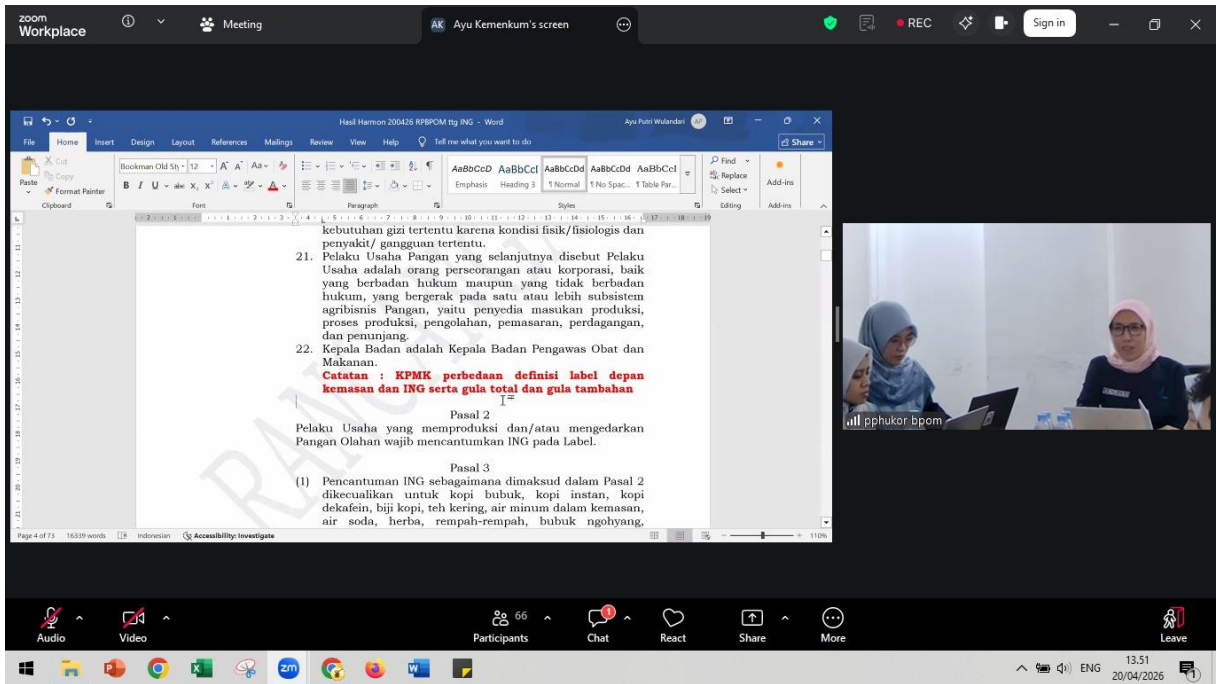 zoom
Workplace
Meeting
AK Ayu Kemenkum's screen
REC
Sign in
Hasil Harmon 200426 RPBPOM ttg ING - Word
Ayu Putri Wulandari AP
File Home Insert Design Layout References Mailings Review View Help Tell me what you want to do
Share
Paste
Cut
Copy
Format Painter
Bookman Old Sty 12
AaBbCcD AaBbCcI AaBbCcDd AaBbCcDd AaBbCcI
Emphasis Heading 3 ¶ Normal ¶ No Spac... ¶ Table Par...
Find
Replace
Select
Add-ins
Clipboard Font Paragraph Styles Editing Add-ins
kebutuhan gizi tertentu karena kondisi fisik/fisiologis dan
penyakit/ gangguan tertentu.
21. Pelaku Usaha Pangan yang selanjutnya disebut Pelaku
Usaha adalah orang perseorangan atau korporasi, baik
yang berbadan hukum maupun yang tidak berbadan
hukum, yang bergerak pada satu atau lebih subsistem
agribisnis Pangan, yaitu penyedia masukan produksi,
proses produksi, pengolahan, pemasaran, perdagangan,
dan penunjang.
22. Kepala Badan adalah Kepala Badan Pengawas Obat dan
Makanan.
Catatan : KPMK perbedaan definisi label depan
kemasan dan ING serta gula total dan gula tambahan
Pasal 2
Pelaku Usaha yang memproduksi dan/atau mengedarkan
Pangan Olahan wajib mencantumkan ING pada Label.
Pasal 3
(1) Pencantuman ING sebagaimana dimaksud dalam Pasal 2
dikecualikan untuk kopi bubuk, kopi instan, kopi
dekafein, biji kopi, teh kering, air minum dalam kemasan,
air soda, herba, rempah-rempah, bubuk ngohyang,
Page 4 of 73 16339 words Indonesian Accessibility: Investigate
110%
pphukor bpom
Audio
Video
66
Participants
1
Chat
React
Share
More
Leave
ENG
13.51
20/04/2026